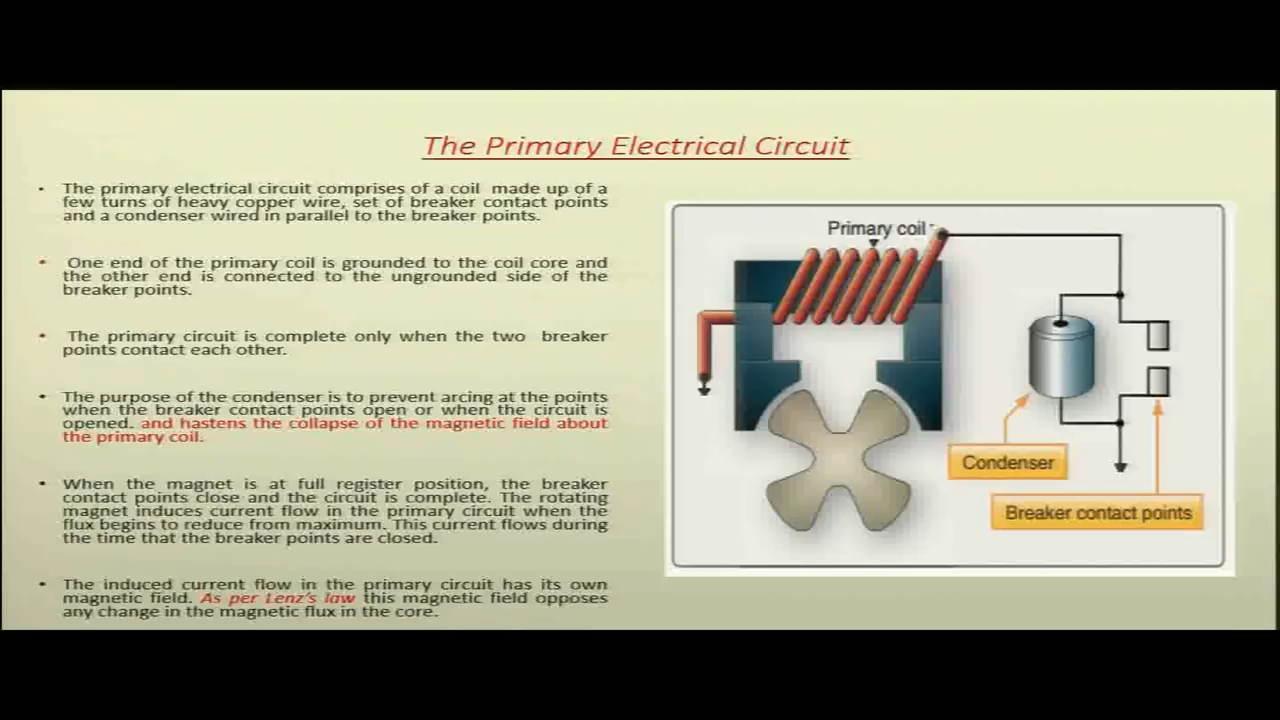 The Primary Electrical Circuit
• The primary electrical circuit comprises of a coil made up of a
few turns of heavy copper wire, set of breaker contact points
and a condenser wired in parallel to the breaker points.
• One end of the primary coil is grounded to the coil core and
the other end is connected to the ungrounded side of the
breaker points.
• The primary circuit is complete only when the two breaker
points contact each other.
• The purpose of the condenser is to prevent arcing at the points
when the breaker contact points open or when the circuit is
opened. and hastens the collapse of the magnetic field about
the primary coil.
• When the magnet is at full register position, the breaker
contact points close and the circuit is complete. The rotating
magnet induces current flow in the primary circuit when the
flux begins to reduce from maximum. This current flows during
the time that the breaker points are closed.
• The induced current flow in the primary circuit has its own
magnetic field. As per Lenz's law this magnetic field opposes
any change in the magnetic flux in the core.
Primary coil
Condenser
Breaker contact points